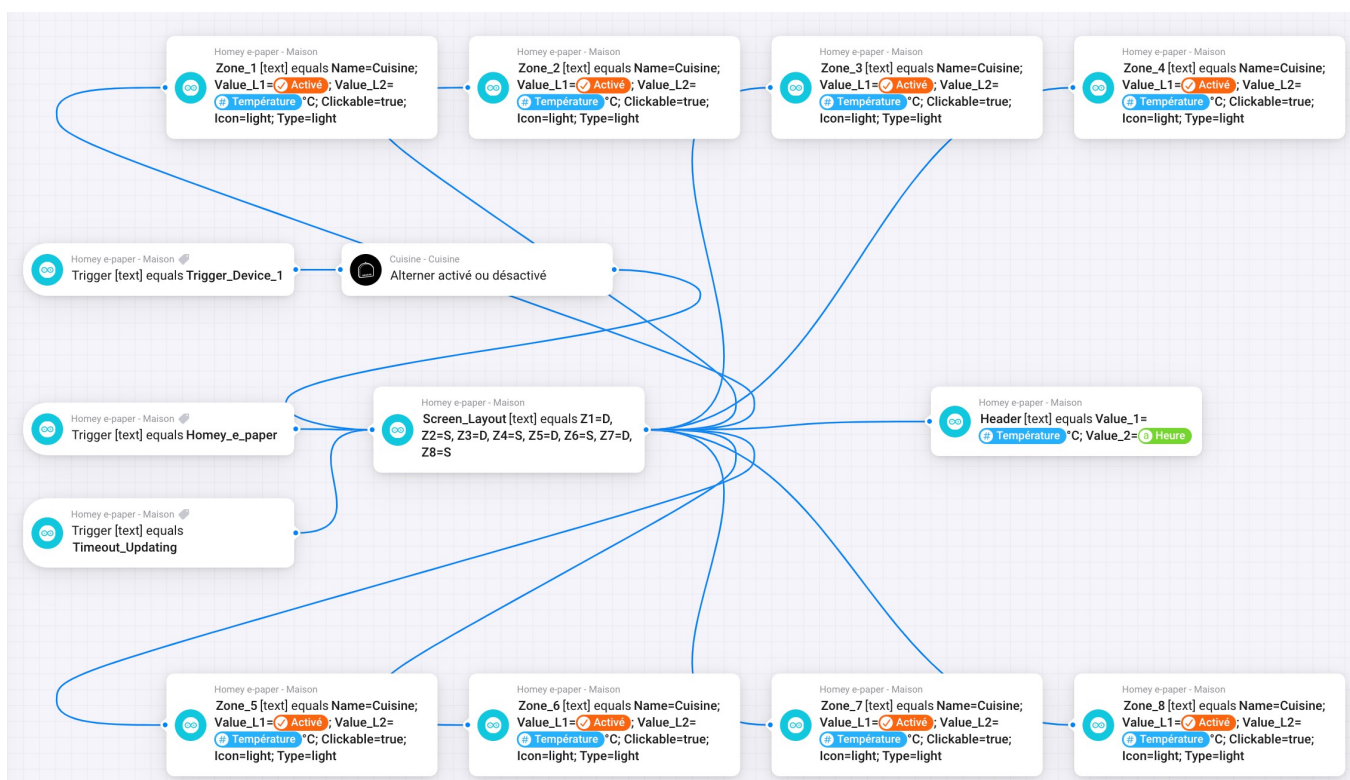 Homey e-paper - Maison
Zone_1 [text] equals Name=Cuisine;
Value_L1= Activé ; Value_L2=
# Température °C; Clickable=true;
Icon=light; Type=light
Homey e-paper - Maison
Zone_2 [text] equals Name=Cuisine;
Value_L1= Activé ; Value_L2=
# Température °C; Clickable=true;
Icon=light; Type=light
Homey e-paper - Maison
Zone_3 [text] equals Name=Cuisine;
Value_L1= Activé ; Value_L2=
# Température °C; Clickable=true;
Icon=light; Type=light
Homey e-paper - Maison
Zone_4 [text] equals Name=Cuisine;
Value_L1= Activé ; Value_L2=
# Température °C; Clickable=true;
Icon=light; Type=light
Homey e-paper - Maison
Trigger [text] equals Trigger_Device_1
Cuisine - Cuisine
Alterner activé ou désactivé
Homey e-paper - Maison
Trigger [text] equals Homey_e_paper
Homey e-paper - Maison
Screen_Layout [text] equals Z1=D,
Z2=S, Z3=D, Z4=S, Z5=D, Z6=S, Z7=D,
Z8=S
Homey e-paper - Maison
Header [text] equals Value_1=
# Température °C; Value_2= a Heure
Homey e-paper - Maison
Trigger [text] equals
Timeout_Updating
Homey e-paper - Maison
Zone_5 [text] equals Name=Cuisine;
Value_L1= Activé ; Value_L2=
# Température °C; Clickable=true;
Icon=light; Type=light
Homey e-paper - Maison
Zone_6 [text] equals Name=Cuisine;
Value_L1= Activé ; Value_L2=
# Température °C; Clickable=true;
Icon=light; Type=light
Homey e-paper - Maison
Zone_7 [text] equals Name=Cuisine;
Value_L1= Activé ; Value_L2=
# Température °C; Clickable=true;
Icon=light; Type=light
Homey e-paper - Maison
Zone_8 [text] equals Name=Cuisine;
Value_L1= Activé ; Value_L2=
# Température °C; Clickable=true;
Icon=light; Type=light